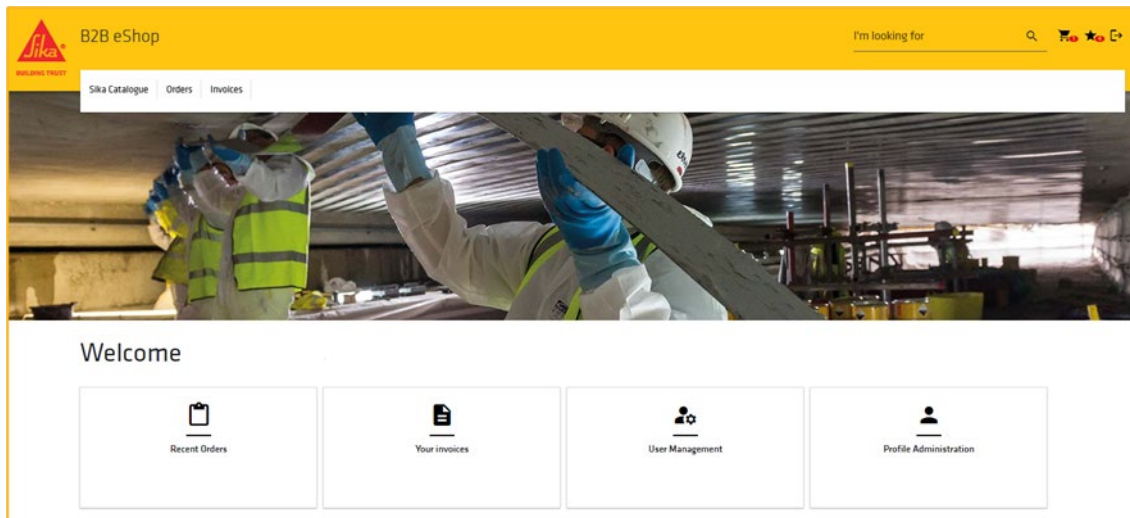 Sika
BUILDING TRUST
B2B eShop
I'm looking for
Sika Catalogue Orders Invoices
Welcome
Recent Orders
Your invoices
User Management
Profile Administration